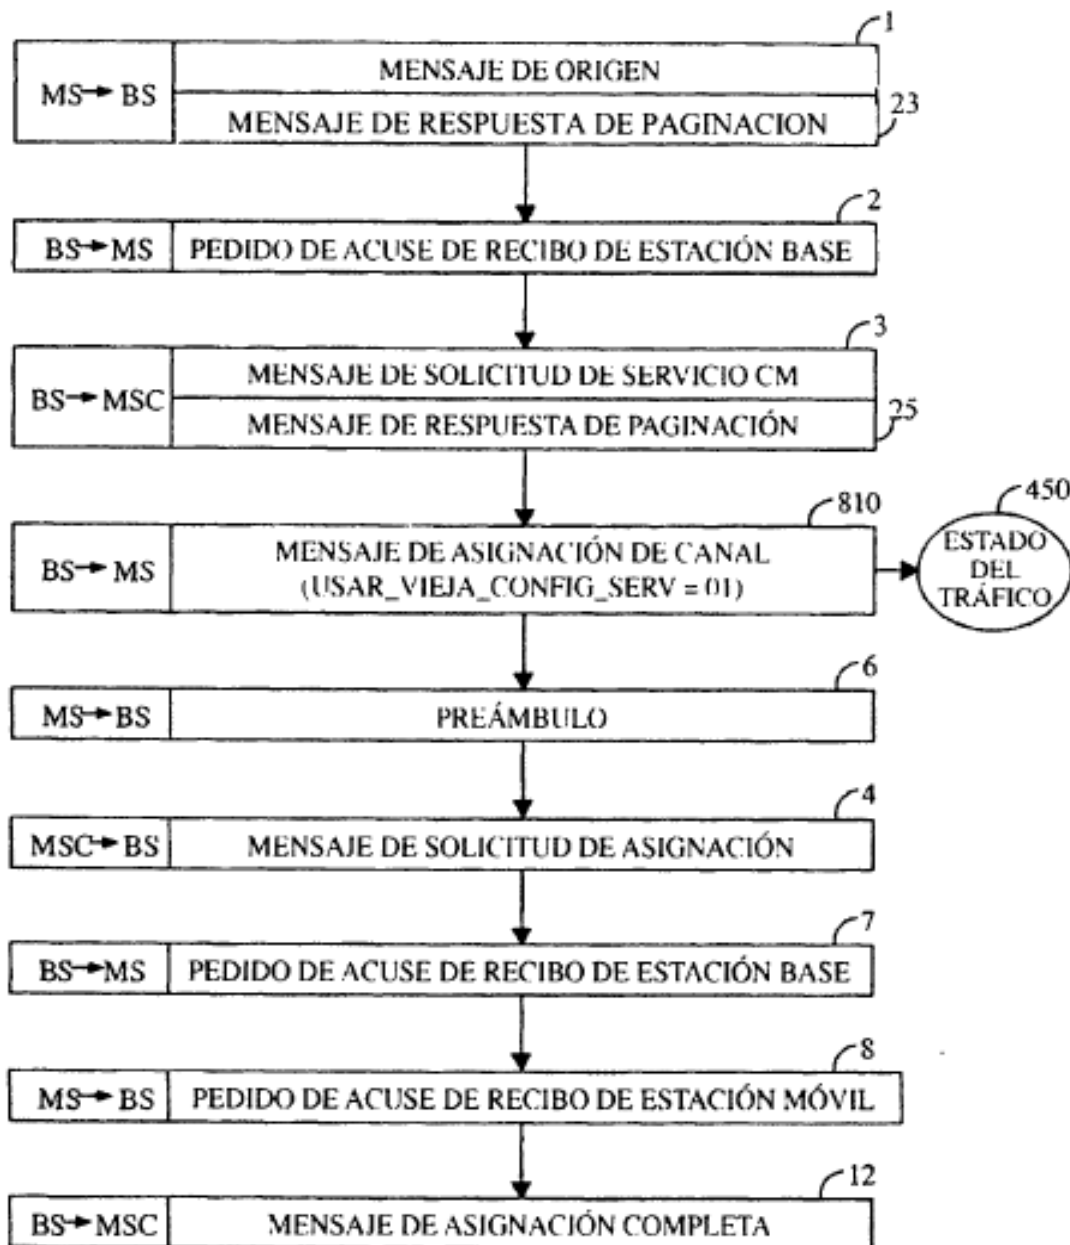 1
MS→BS MENSAJE DE ORIGEN
23
MENSAJE DE RESPUESTA DE PAGINACION
2
BS→MS PEDIDO DE ACUSE DE RECIBO DE ESTACIÓN BASE
3
BS→MSC MENSAJE DE SOLICITUD DE SERVICIO CM
25
MENSAJE DE RESPUESTA DE PAGINACIÓN
810
BS→MS MENSAJE DE ASIGNACIÓN DE CANAL
(USAR_VIEJA_CONFIG_SERV = 01)
450
ESTADO
DEL
TRÁFICO
6
MS→BS PREÁMBULO
4
MSC→BS MENSAJE DE SOLICITUD DE ASIGNACIÓN
7
BS→MS PEDIDO DE ACUSE DE RECIBO DE ESTACIÓN BASE
8
MS→BS PEDIDO DE ACUSE DE RECIBO DE ESTACIÓN MÓVIL
12
BS→MSC MENSAJE DE ASIGNACIÓN COMPLETA